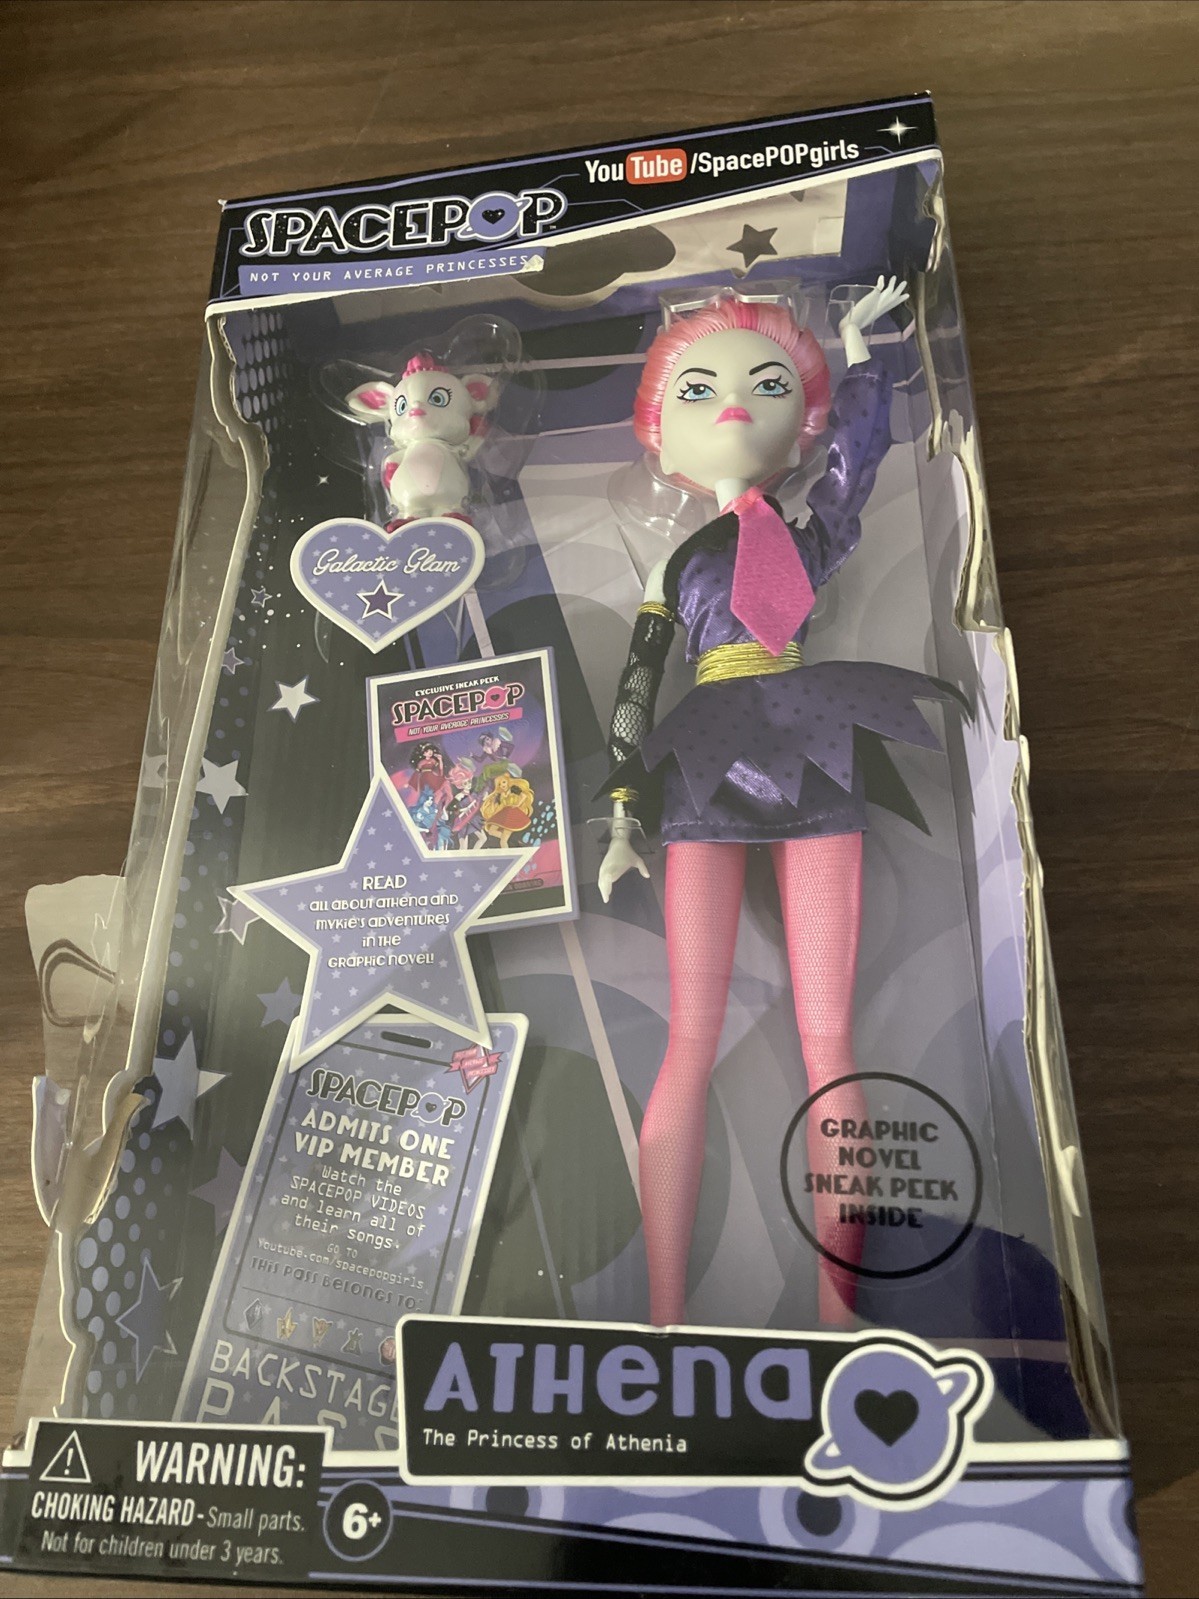 YouTube/SpacePOPgirls
SPACEPOP™
NOT YOUR AVERAGE PRINCESSES
Galactic Glam
EXCLUSIVE SNEAK PEEK
SPACEPOP
NOT YOUR AVERAGE PRINCESSES
READ
ALL ABOUT ATHENA AND
MYKIE'S ADVENTURES
IN THE
GRAPHIC NOVEL!
SPACEPOP
ADMITS ONE
VIP MEMBER
Watch the
SPACEPOP VIDEOS
and learn all of
their songs.
GO TO
Youtube.com/spacepopgirls
THIS PASS BELONGS TO:
BACKSTAGE
PASS
GRAPHIC
NOVEL
SNEAK PEEK
INSIDE
ATHENA
The Princess of Athenia
WARNING:
CHOKING HAZARD - Small parts.
Not for children under 3 years.
6+